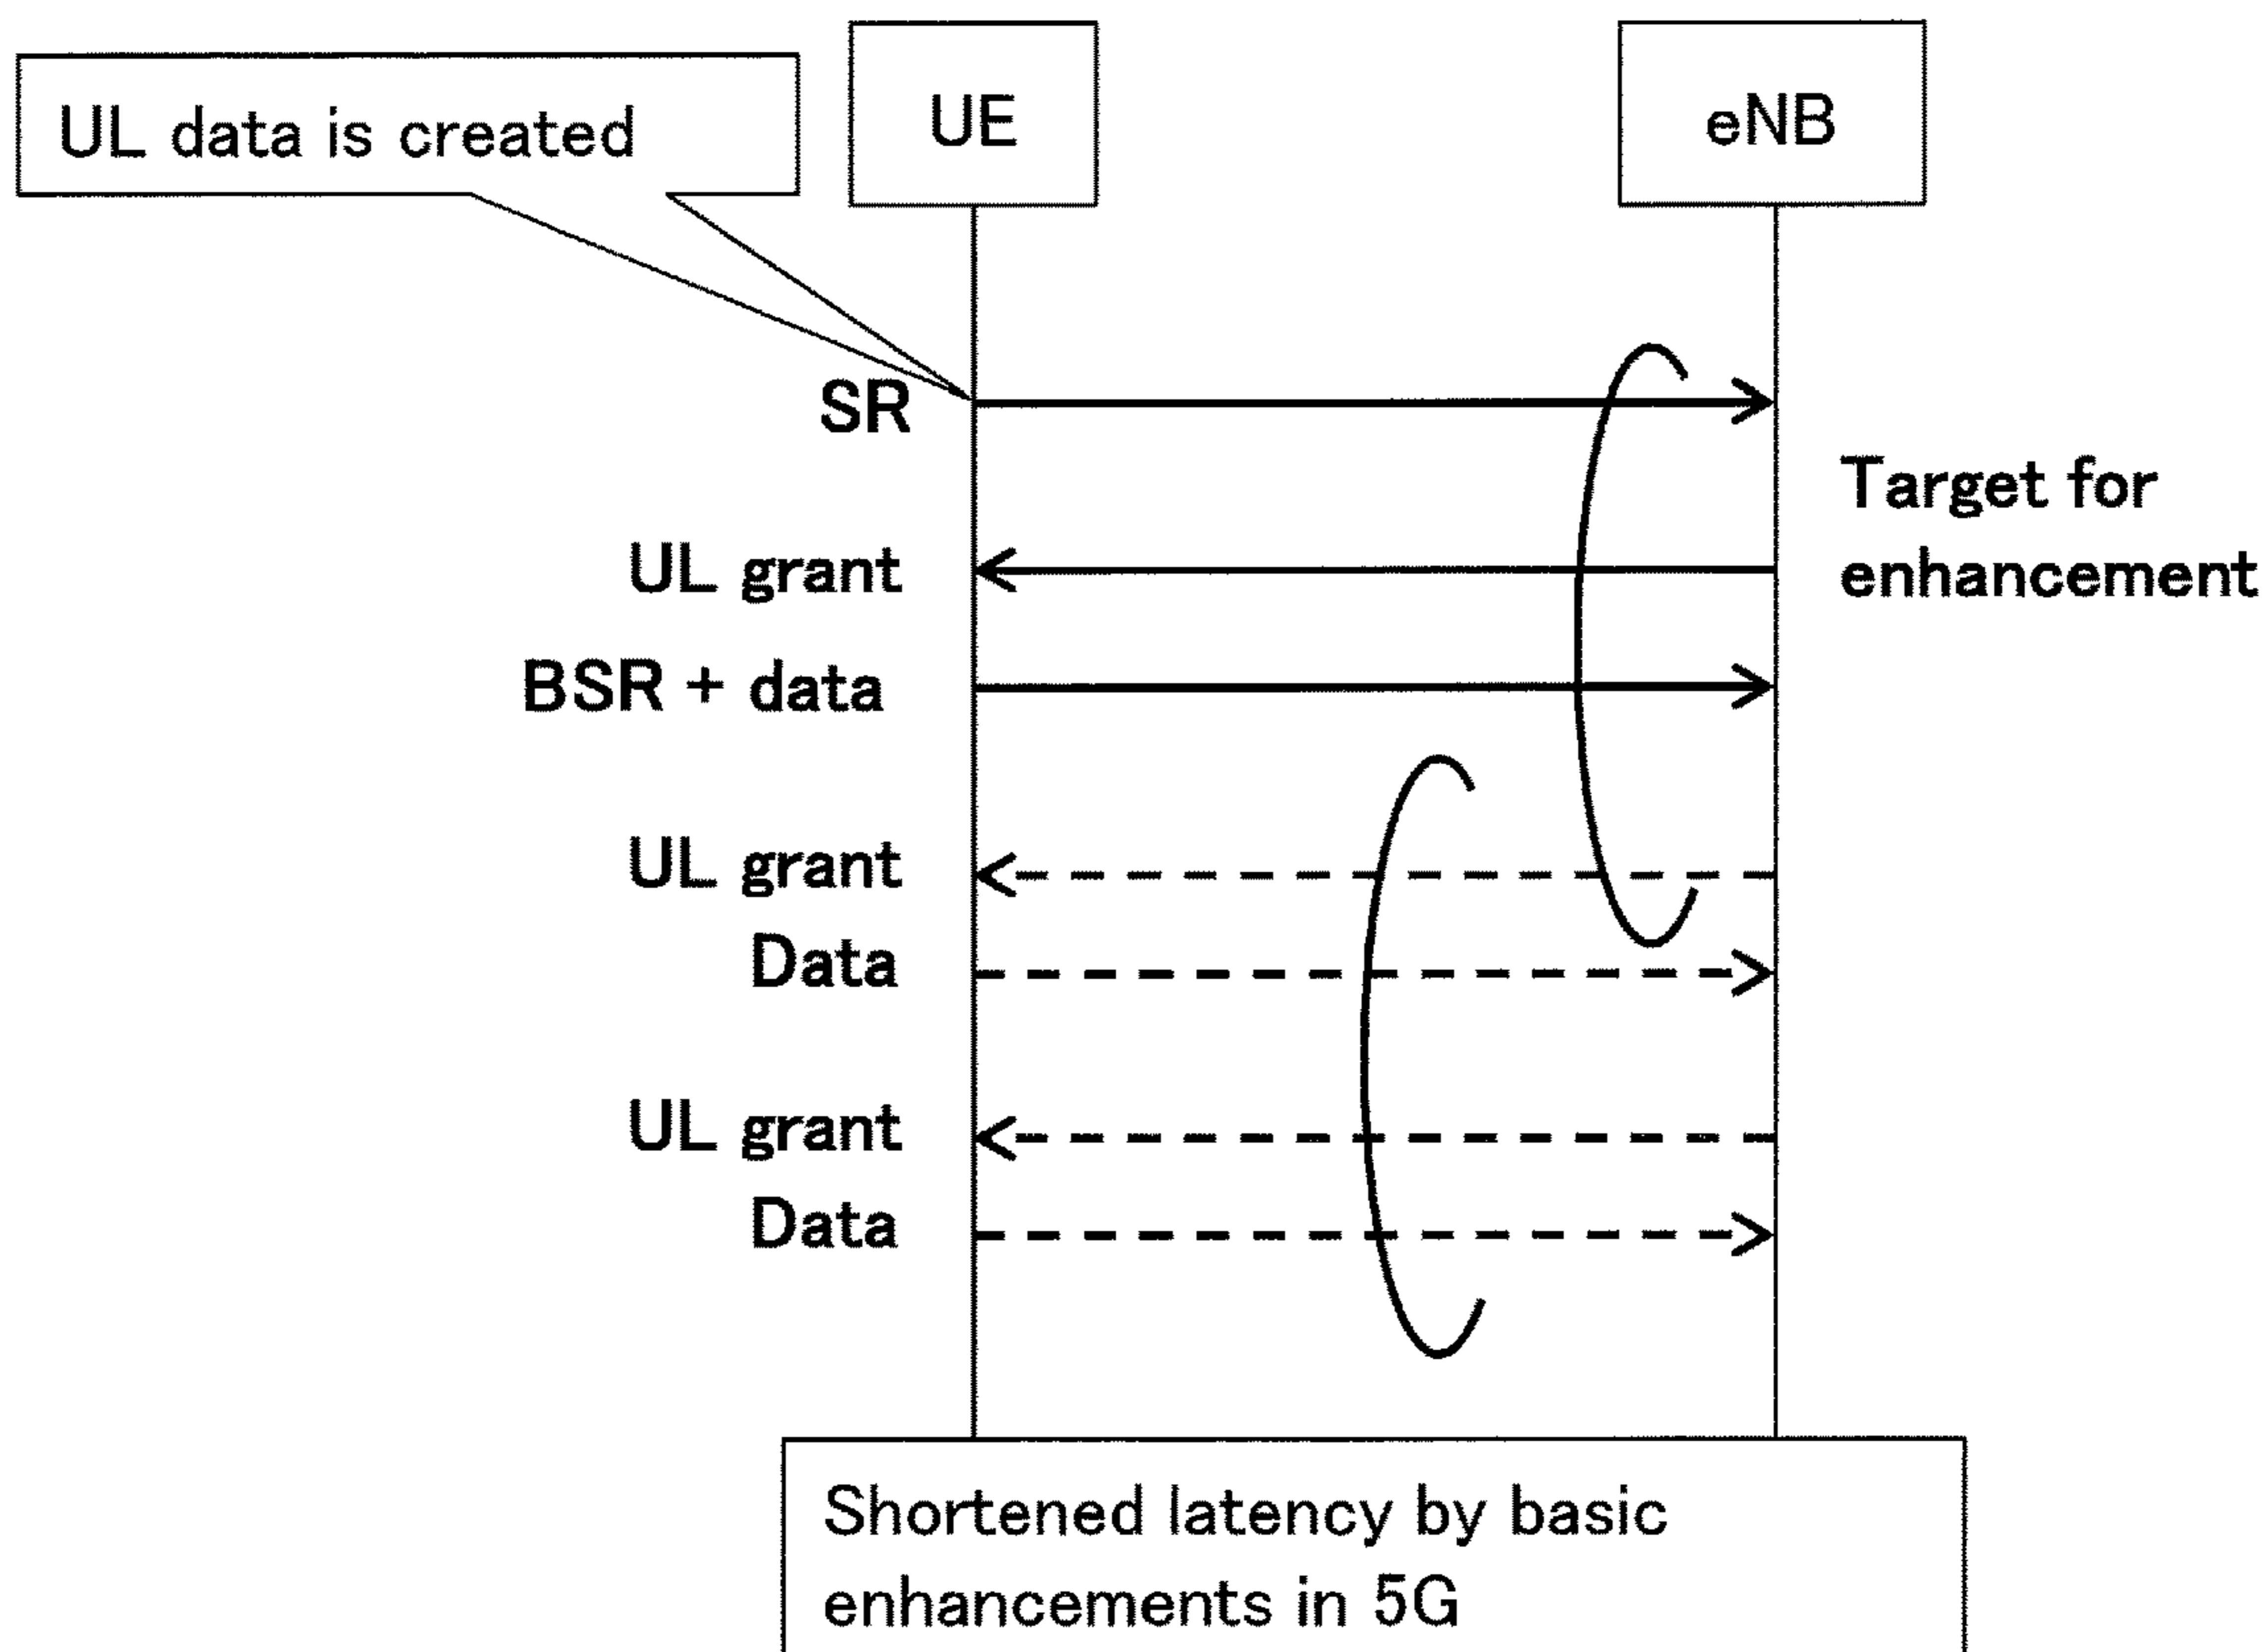 UL data is created
UE
eNB
SR
Target for
enhancement
UL grant
BSR + data
UL grant
Data
UL grant
Data
Shortened latency by basic
enhancements in 5G